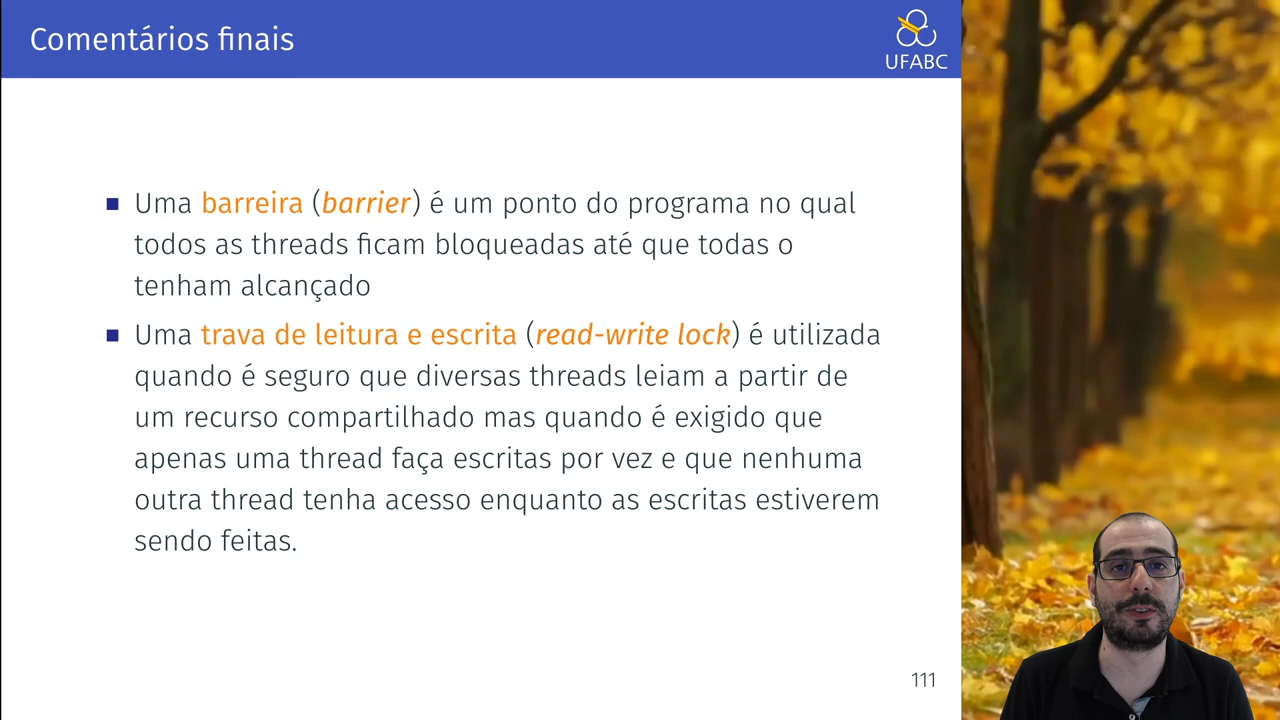 Comentários finais
UFABC
Uma barreira (barrier) é um ponto do programa no qual
todos as threads ficam bloqueadas até que todas o
tenham alcançado
Uma trava de leitura e escrita (read-write lock) é utilizada
quando é seguro que diversas threads leiam a partir de
um recurso compartilhado mas quando é exigido que
apenas uma thread faça escritas por vez e que nenhuma
outra thread tenha acesso enquanto as escritas estiverem
sendo feitas.
111